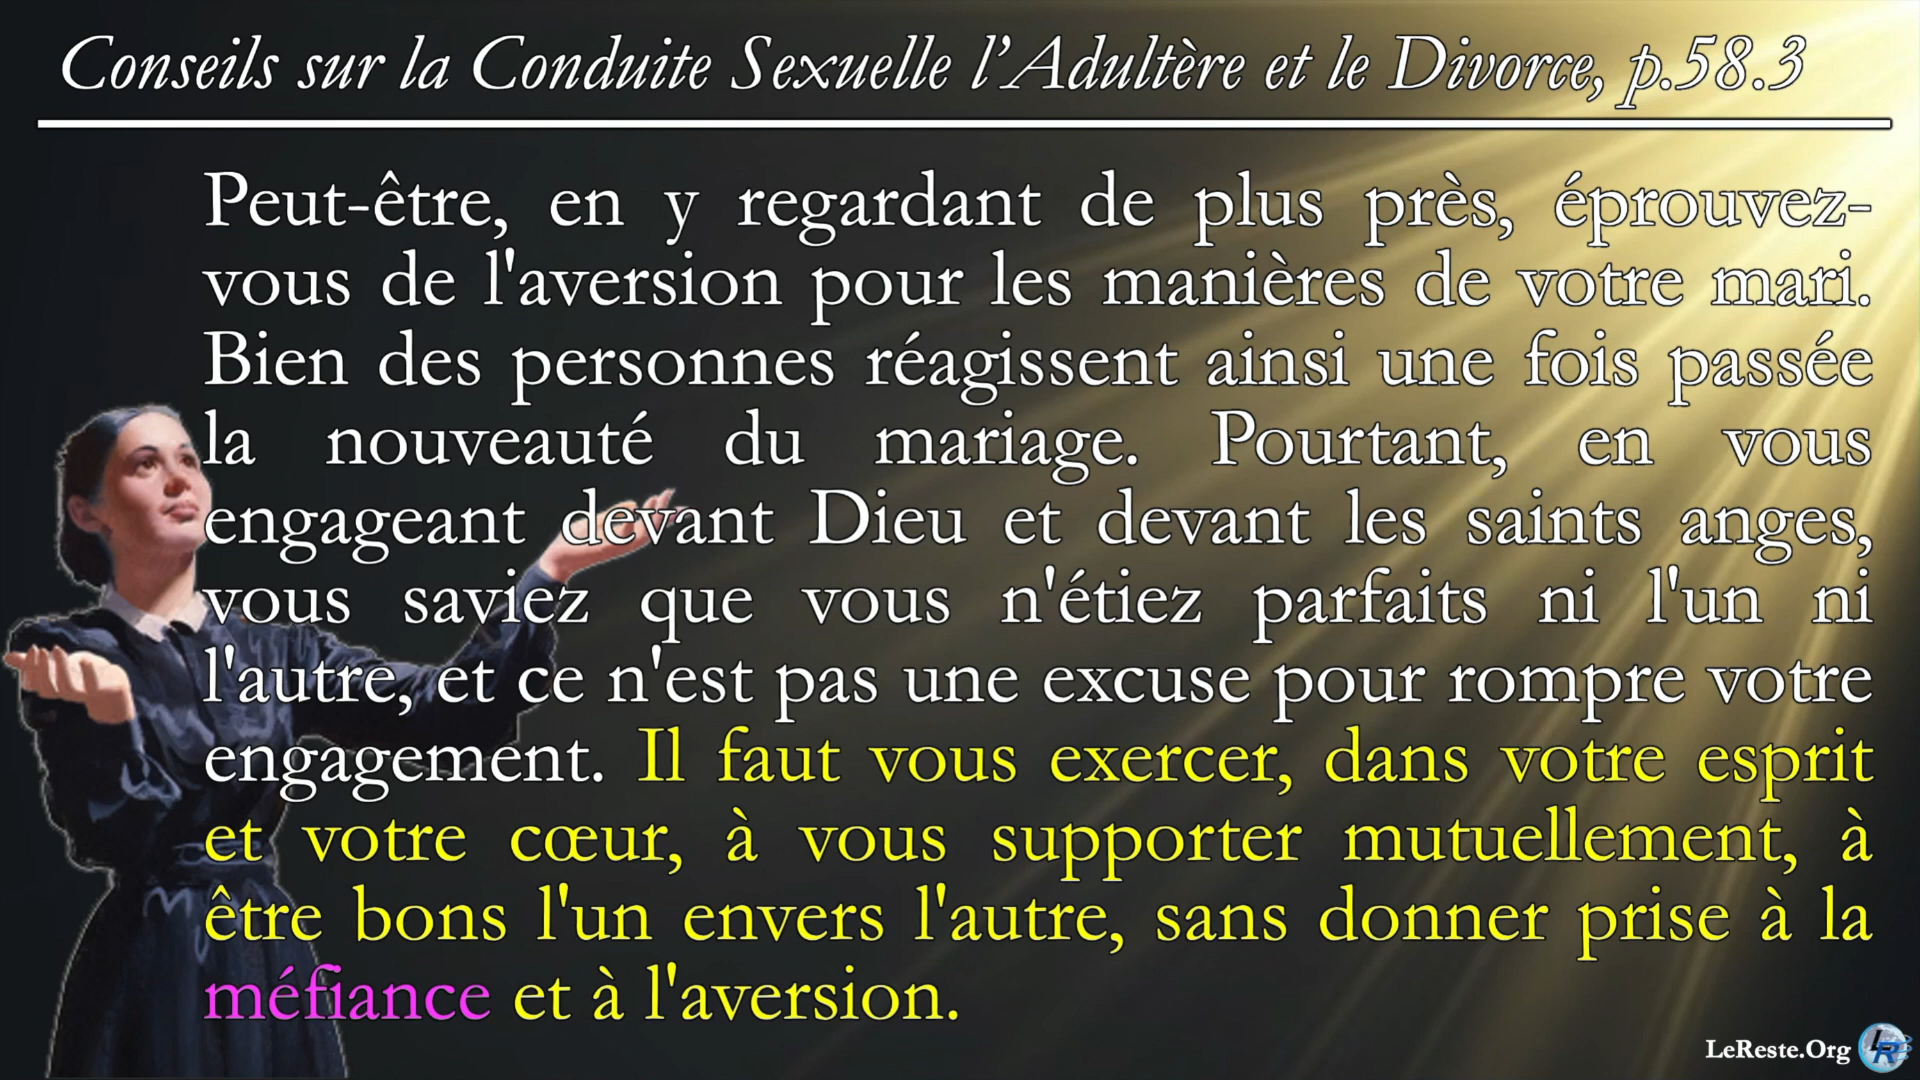 Conseils sur la Conduite Sexuelle l’Adultère et le Divorce, p.58.3
Peut-être, en y regardant de plus près, éprouvez-
vous de l'aversion pour les manières de votre mari.
Bien des personnes réagissent ainsi une fois passée
la nouveauté du mariage. Pourtant, en vous
engageant devant Dieu et devant les saints anges,
vous saviez que vous n'étiez parfaits ni l'un ni
l'autre, et ce n'est pas une excuse pour rompre votre
engagement. Il faut vous exercer, dans votre esprit
et votre cœur, à vous supporter mutuellement, à
être bons l'un envers l'autre, sans donner prise à la
méfiance et à l'aversion.
LeReste.Org LR